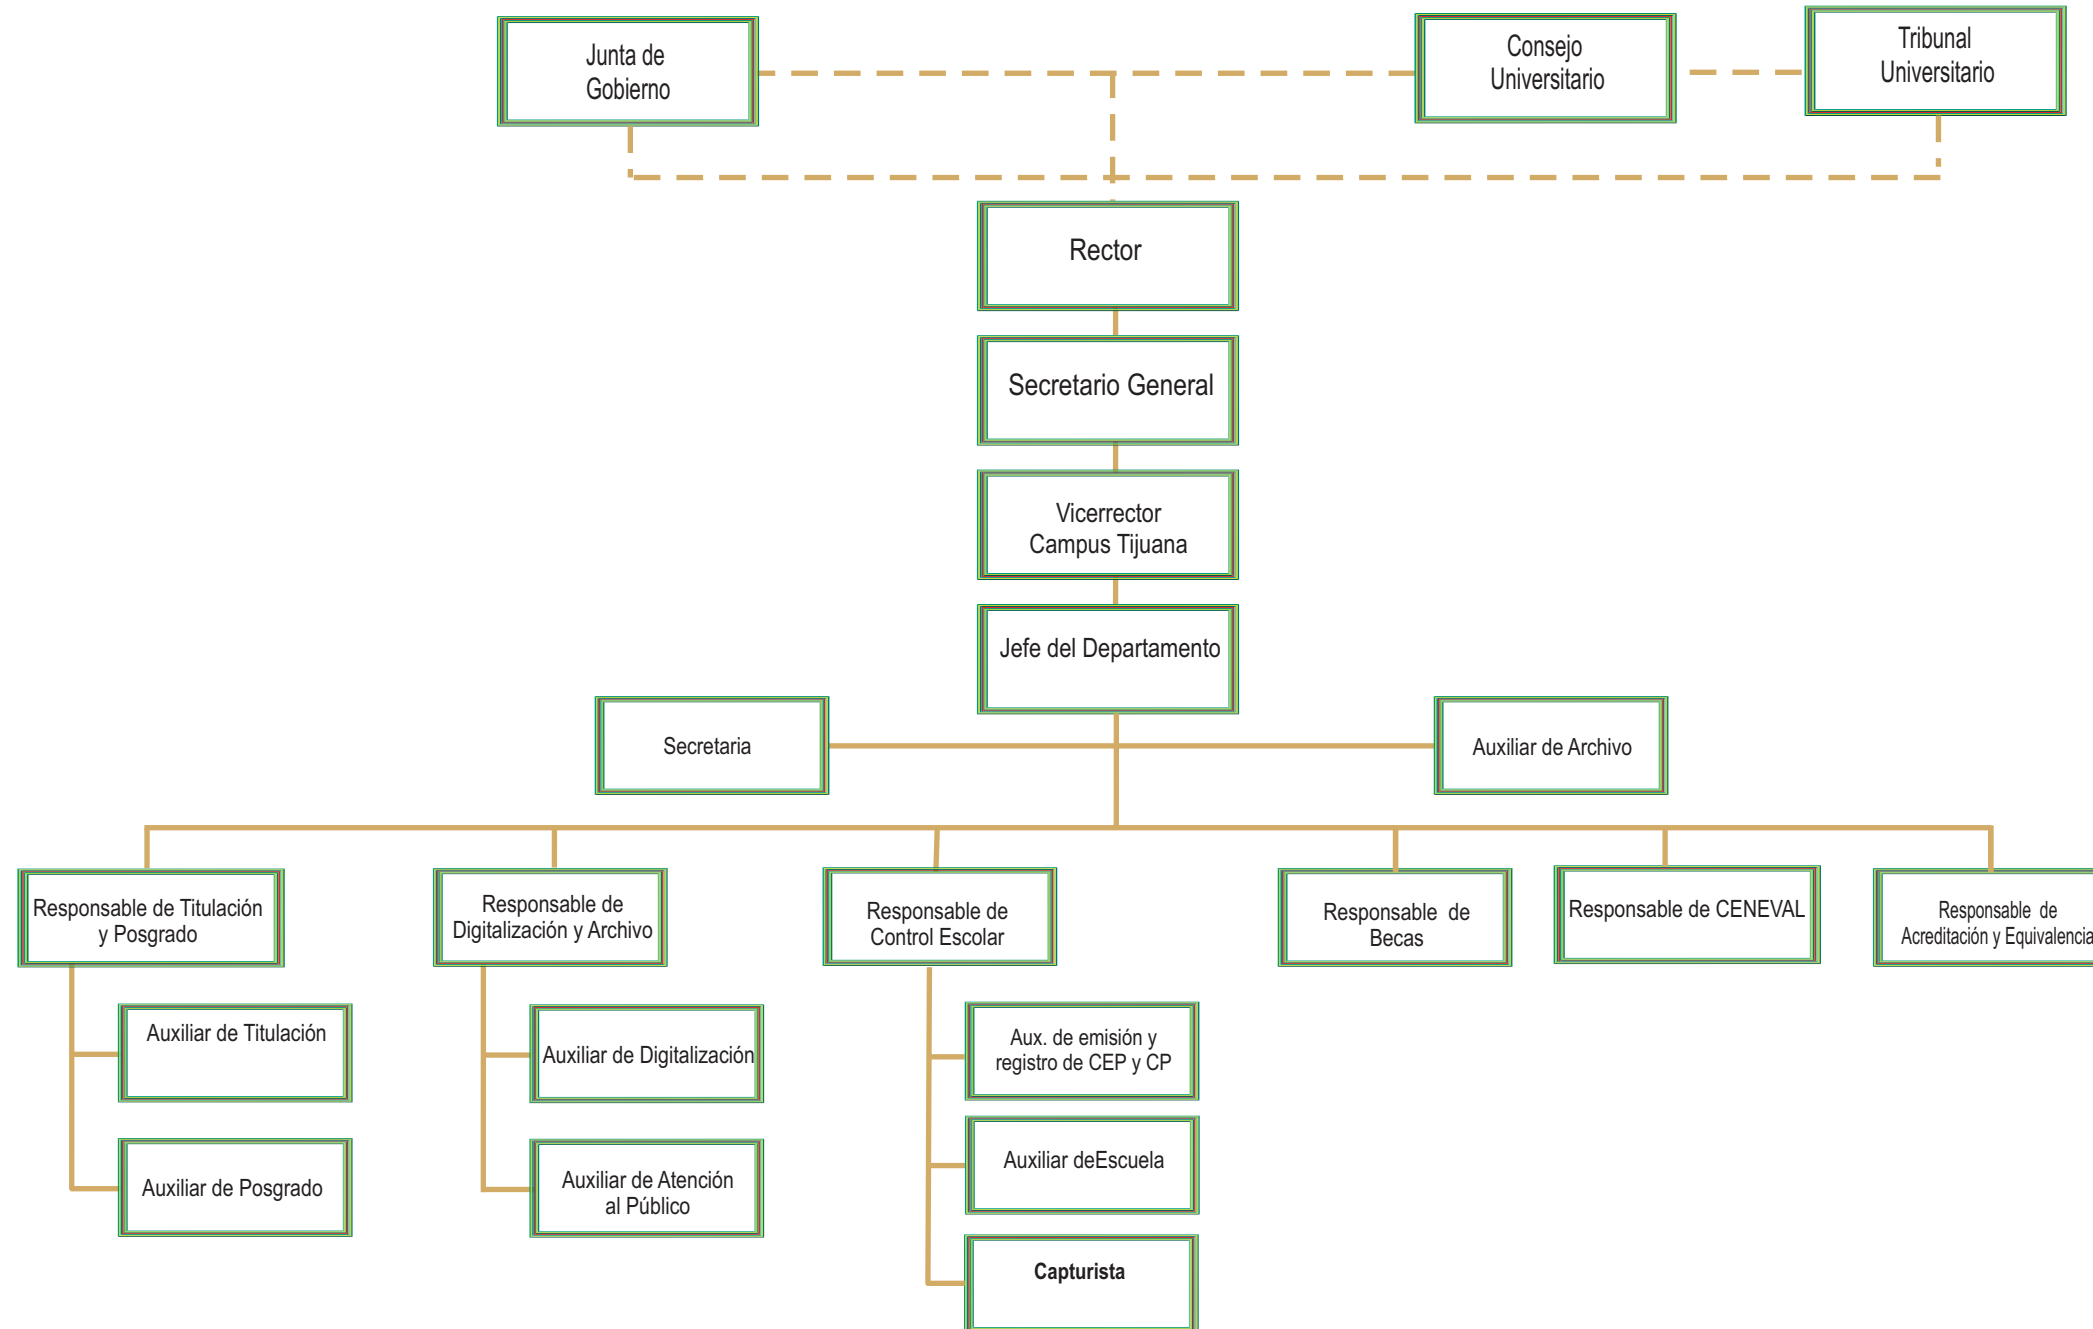 Junta de
Gobierno
Consejo
Universitario
Tribunal
Universitario
Rector
Secretario General
Vicerrector
Campus Tijuana
Jefe del Departamento
Secretaria
Auxiliar de Archivo
Responsable de Titulación
y Posgrado
Responsable de
Digitalización y Archivo
Responsable de
Control Escolar
Responsable de
Becas
Responsable de CENEVAL
Responsable de
Acreditación y Equivalencia
Auxiliar de Titulación
Auxiliar de Posgrado
Auxiliar de Digitalización
Auxiliar de Atención
al Público
Aux. de emisión y
registro de CEP y CP
Auxiliar deEscuela
Capturista